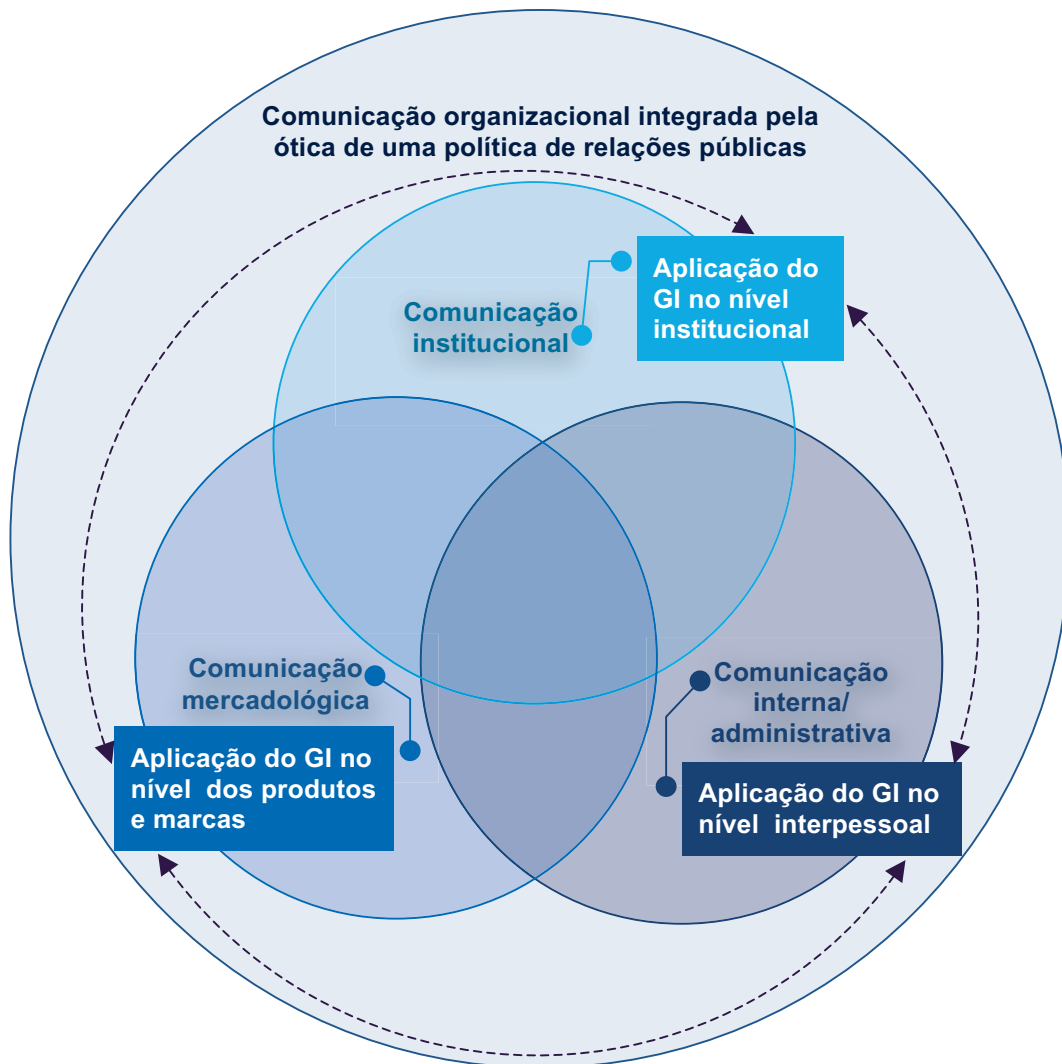 Comunicação organizacional integrada pela
ótica de uma política de relações públicas
Aplicação do
GI no nível
institucional
Comunicação
institucional
Comunicação
mercadológica
Aplicação do GI no
nível dos produtos
e marcas
Comunicação
interna/
administrativa
Aplicação do GI no
nível interpessoal